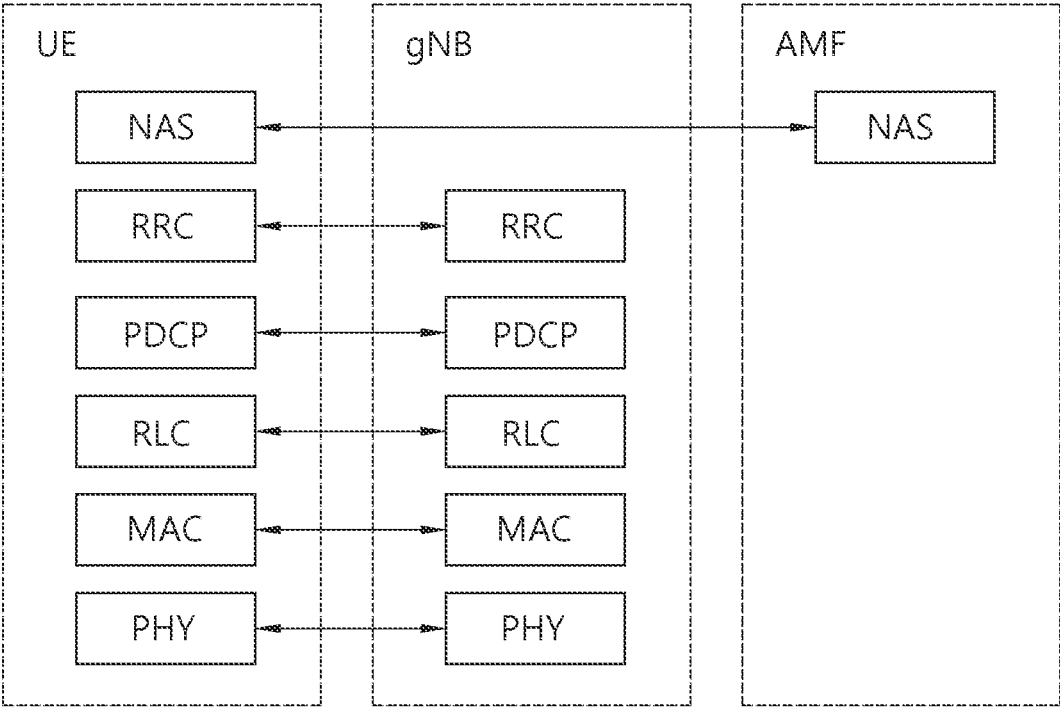 UE gNB AMF
NAS NAS
RRC RRC
PDCP PDCP
RLC RLC
MAC MAC
PHY PHY